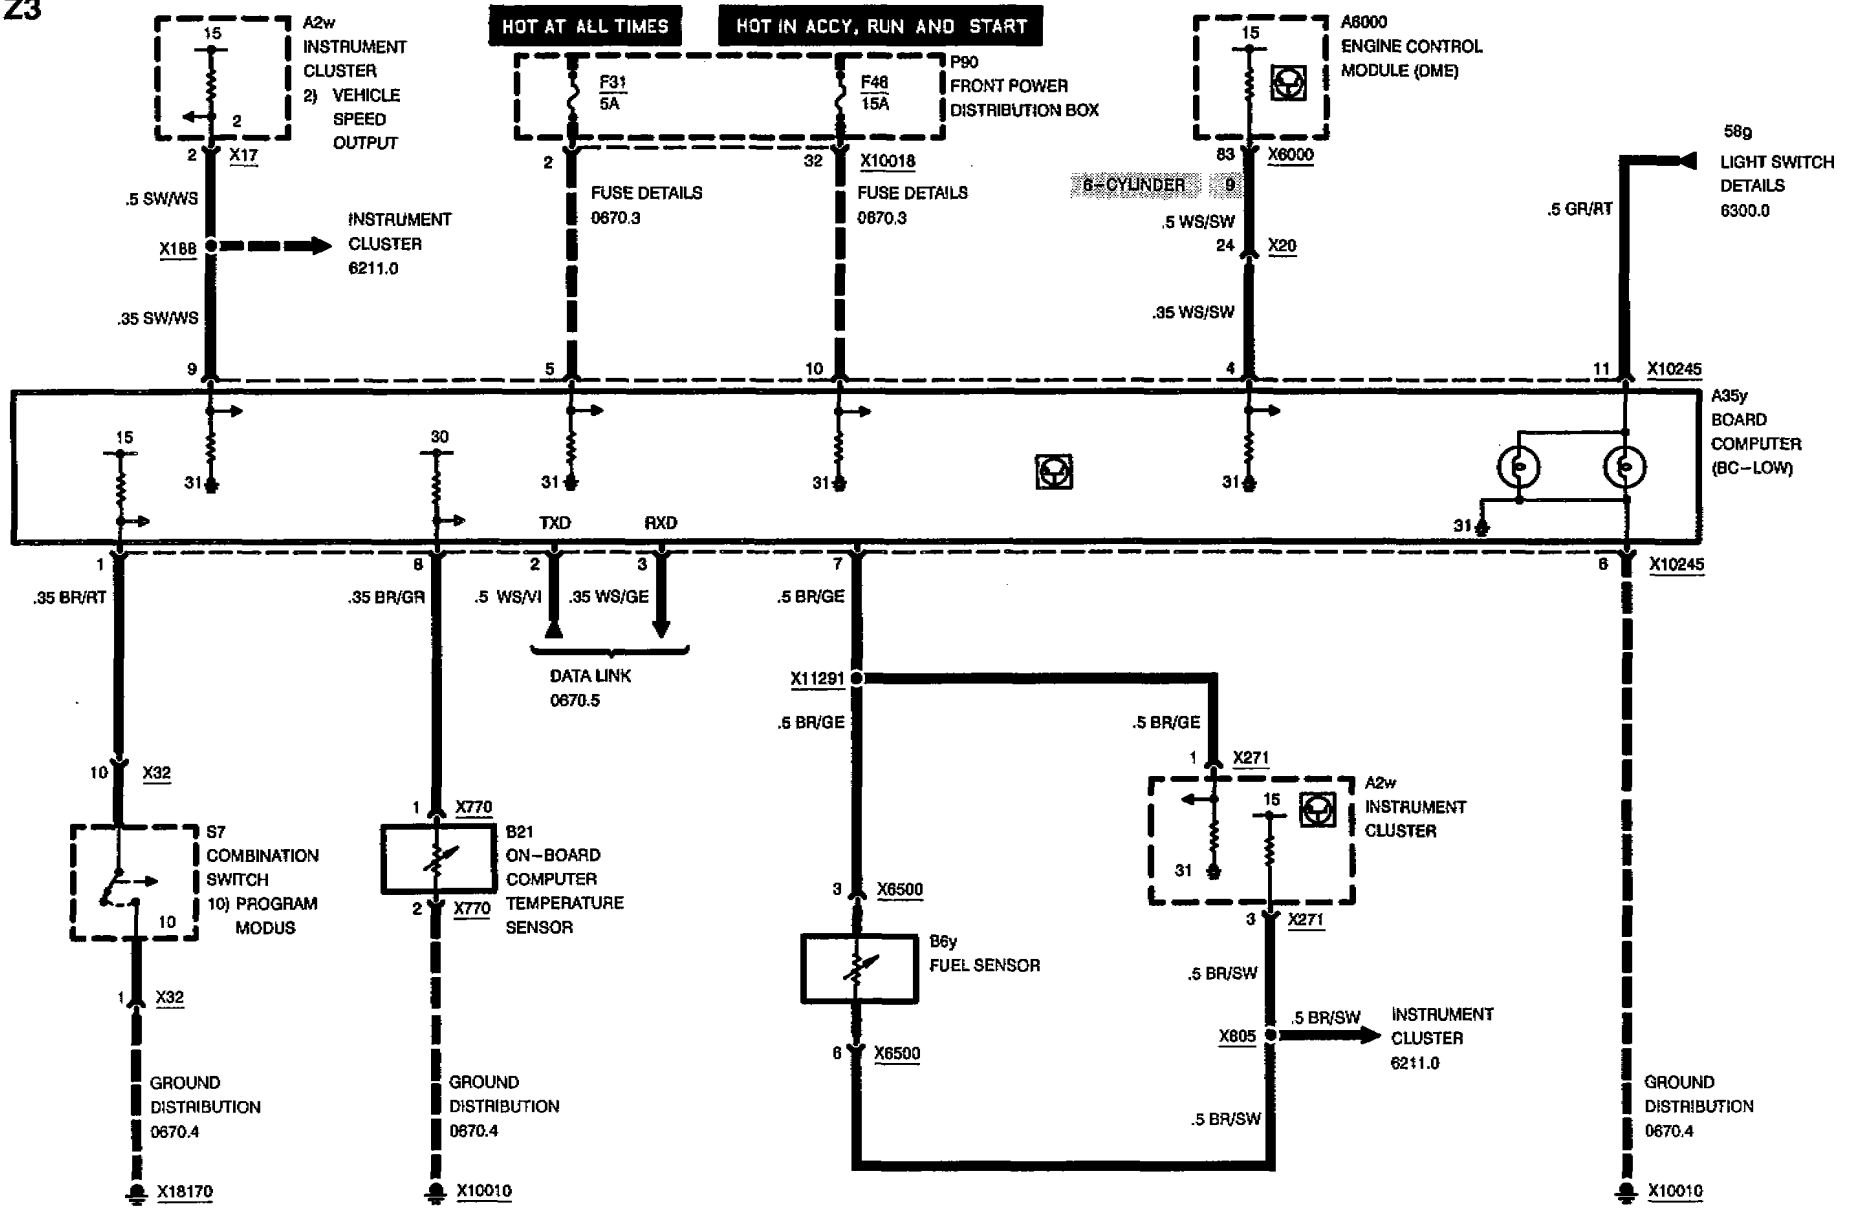 Z3
HOT AT ALL TIMES
HOT IN ACCY, RUN AND START
15
2
A2w
INSTRUMENT
CLUSTER
2) VEHICLE
SPEED
OUTPUT
F31
5A
F46
15A
P90
FRONT POWER
DISTRIBUTION BOX
15
A6000
ENGINE CONTROL
MODULE (DME)
58g
LIGHT SWITCH
DETAILS
6300.0
2 X17
2
32 X10018
83 X6000
6-CYLINDER 9
.5 SW/WS
FUSE DETAILS
0670.3
FUSE DETAILS
0670.3
.5 WS/SW
.5 GR/RT
X188
INSTRUMENT
CLUSTER
6211.0
24 X20
.35 SW/WS
.35 WS/SW
9
5
10
4
11 X10245
A35y
BOARD
COMPUTER
(BC-LOW)
15
31
30
31
31
31
31
TXD
RXD
1
8
2
3
7
6 X10245
.35 BR/RT
.35 BR/GR
.5 WS/VI
.35 WS/GE
.5 BR/GE
DATA LINK
0670.5
X11291
.5 BR/GE
.5 BR/GE
10 X32
1 X271
1 X770
S7
COMBINATION
SWITCH
10) PROGRAM
MODUS
10
B21
ON-BOARD
COMPUTER
TEMPERATURE
SENSOR
2 X770
15
31
A2w
INSTRUMENT
CLUSTER
3 X6500
3 X271
B6y
FUEL SENSOR
.5 BR/SW
1 X32
X605
.5 BR/SW
INSTRUMENT
CLUSTER
6211.0
6 X6500
GROUND
DISTRIBUTION
0670.4
GROUND
DISTRIBUTION
0670.4
.5 BR/SW
GROUND
DISTRIBUTION
0670.4
X18170
X10010
X10010